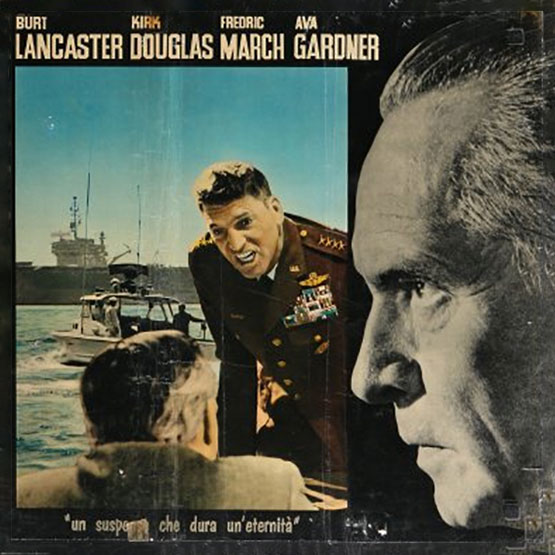 BURT KIRK FREDRIC AVA
LANCASTER DOUGLAS MARCH GARDNER
"un che dura un'eternità"